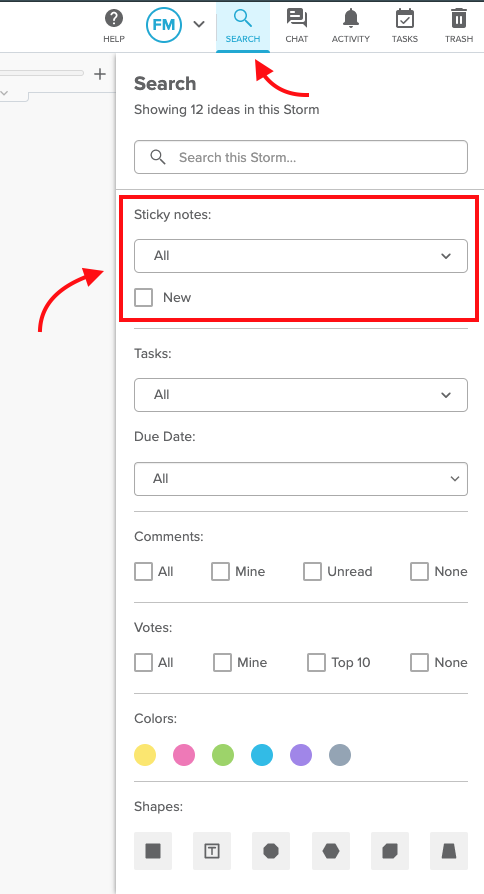 HELP
FM
SEARCH
CHAT
ACTIVITY
TASKS
TRASH
Search
Showing 12 ideas in this Storm
Search this Storm...
Sticky notes:
All
New
Tasks:
All
Due Date:
All
Comments:
All Mine Unread None
Votes:
All Mine Top 10 None
Colors:
Shapes:
T